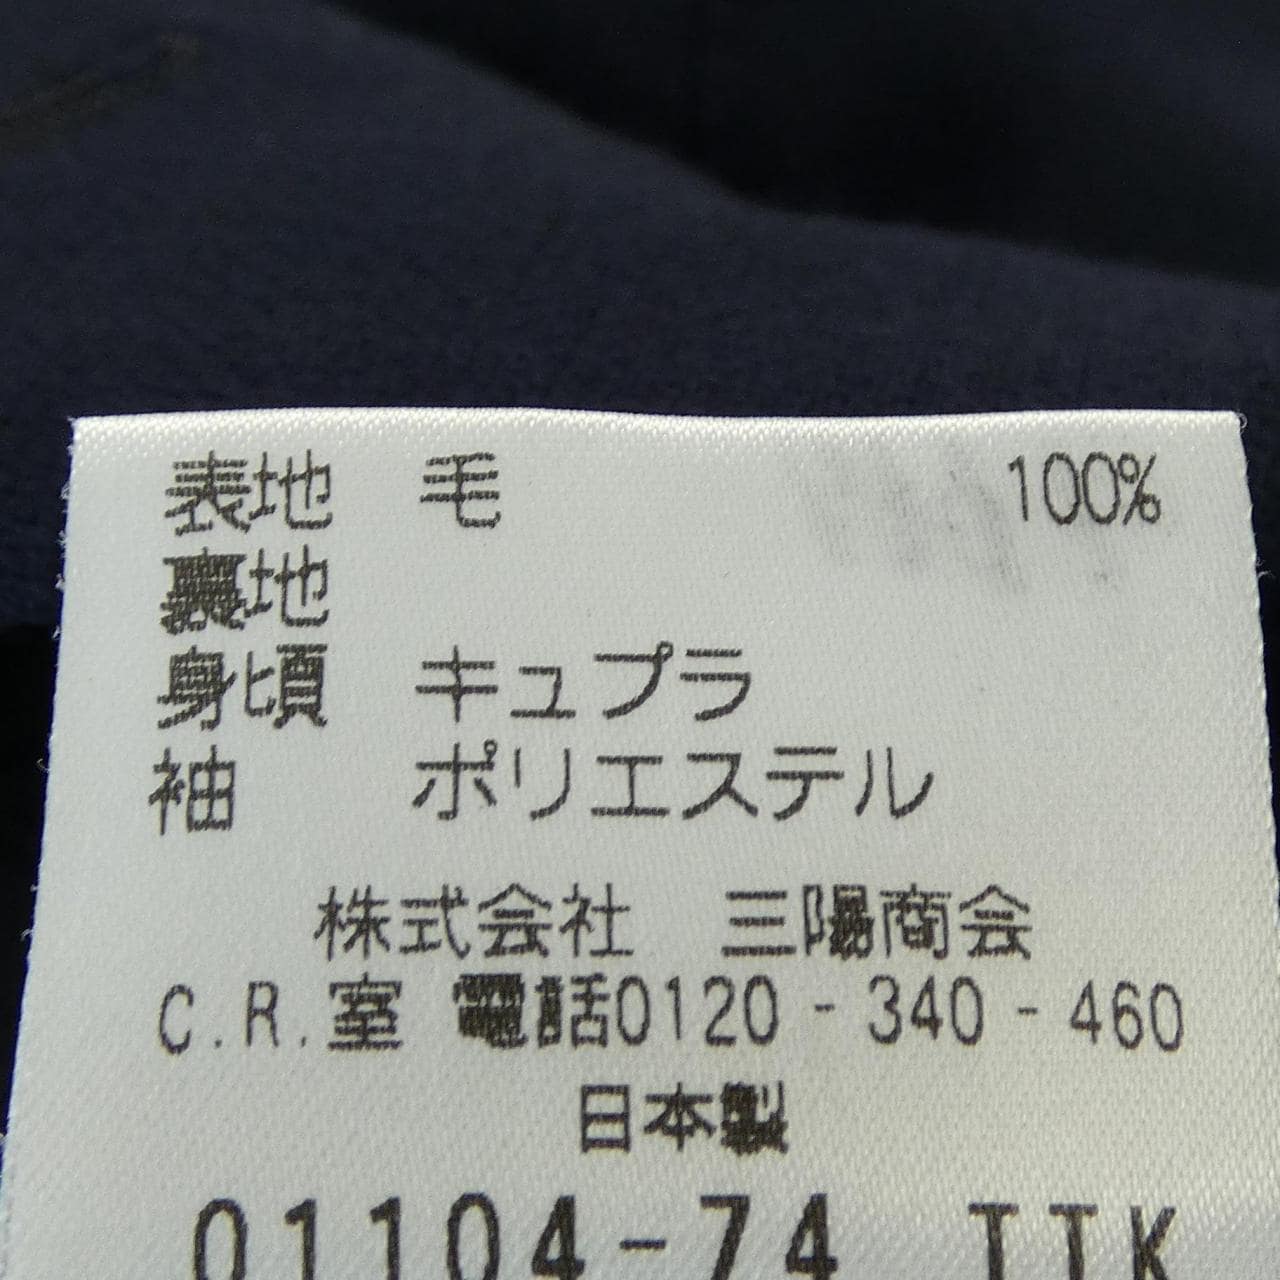 表地 毛 100%
裏地
身頃 キュプラ
袖 ポリエステル
株式会社 三陽商会
C.R.室 電話0120-340-460
日本製
01104-74 TTK